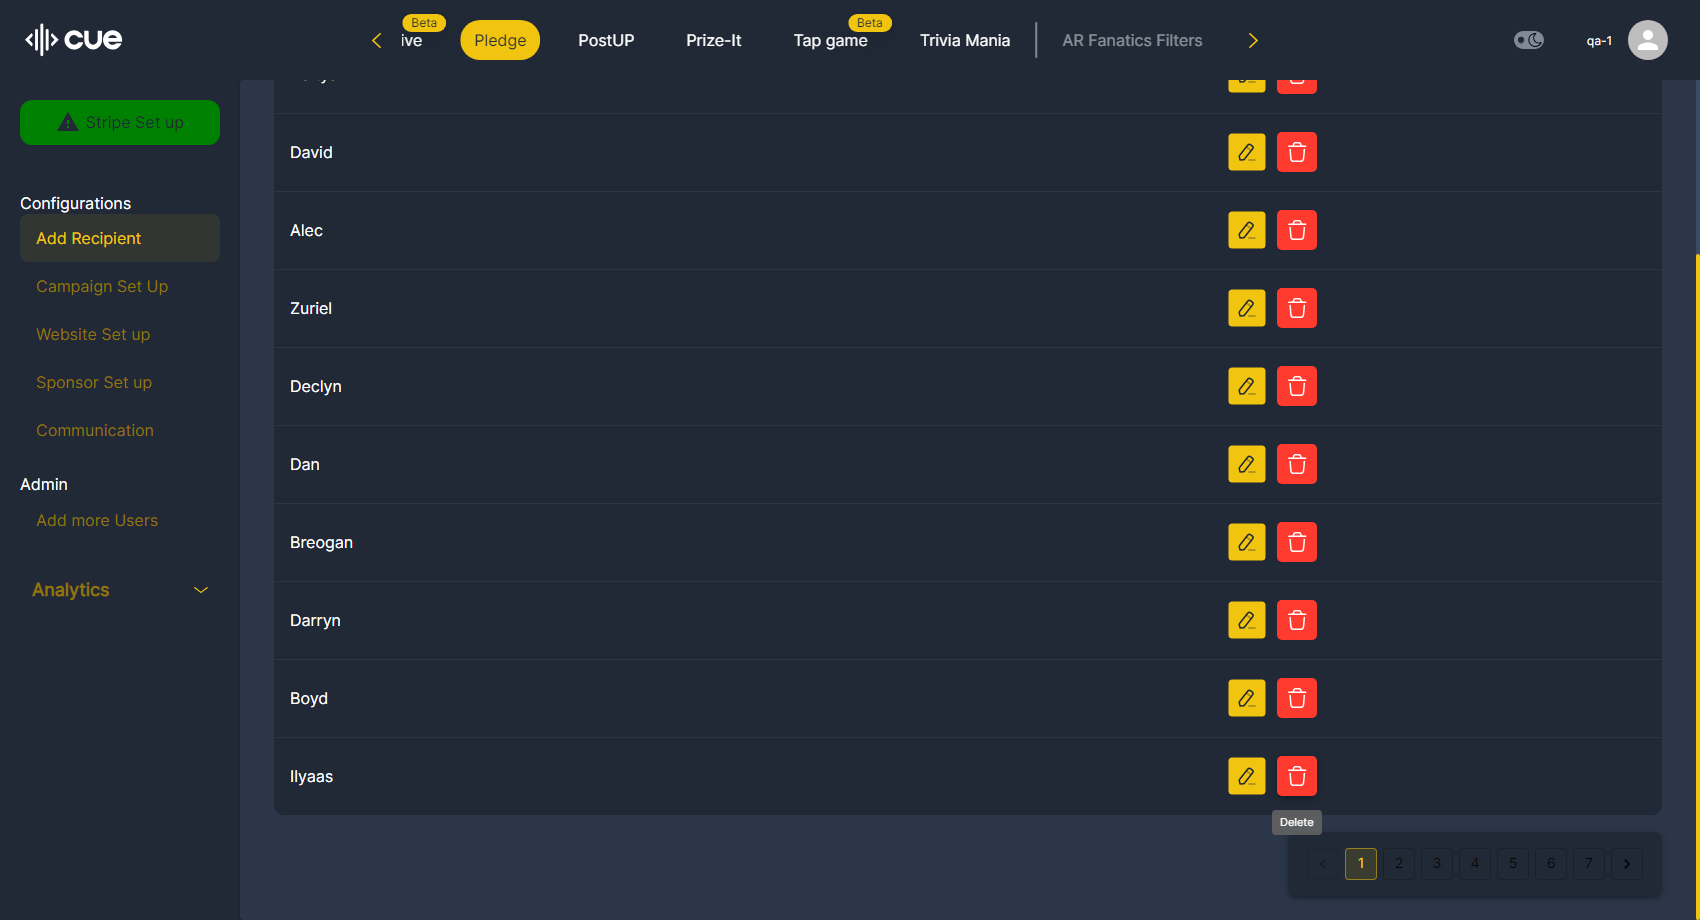 cue
Beta
ive
Pledge
PostUP
Prize-It
Beta
Tap game
Trivia Mania
AR Fanatics Filters
qa-1
Stripe Set up
Configurations
Add Recipient
Campaign Set Up
Website Set up
Sponsor Set up
Communication
Admin
Add more Users
Analytics
David
Alec
Zuriel
Declyn
Dan
Breogan
Darryn
Boyd
Ilyaas
Delete
1 2 3 4 5 6 7